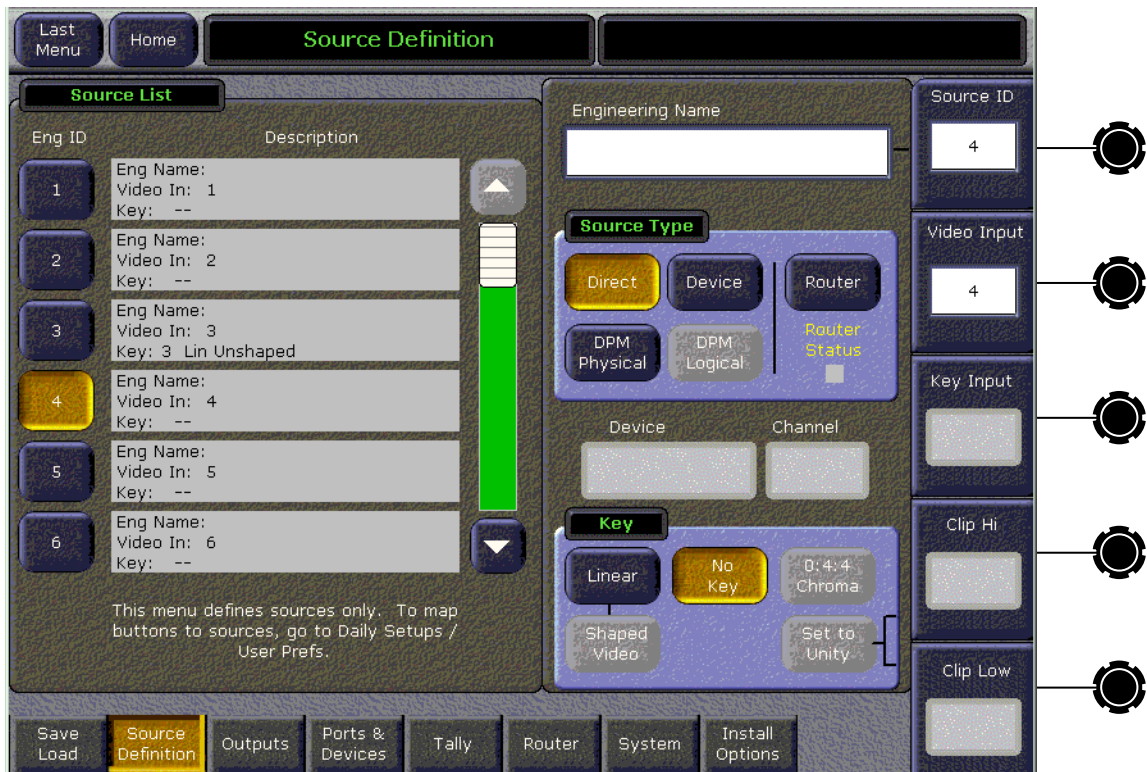 Last
Menu
Home
Source Definition
Source List
Eng ID
Description
1
Eng Name:
Video In: 1
Key: --
2
Eng Name:
Video In: 2
Key: --
3
Eng Name:
Video In: 3
Key: 3 Lin Unshaped
4
Eng Name:
Video In: 4
Key: --
5
Eng Name:
Video In: 5
Key: --
6
Eng Name:
Video In: 6
Key: --
This menu defines sources only. To map
buttons to sources, go to Daily Setups /
User Prefs.
Engineering Name
Source Type
Direct
Device
Router
DPM
Physical
DPM
Logical
Router
Status
Device
Channel
Key
Linear
No
Key
0:4:4
Chroma
Shaped
Video
Set to
Unity
Source ID
4
Video Input
4
Key Input
Clip Hi
Clip Low
Save
Load
Source
Definition
Outputs
Ports &
Devices
Tally
Router
System
Install
Options